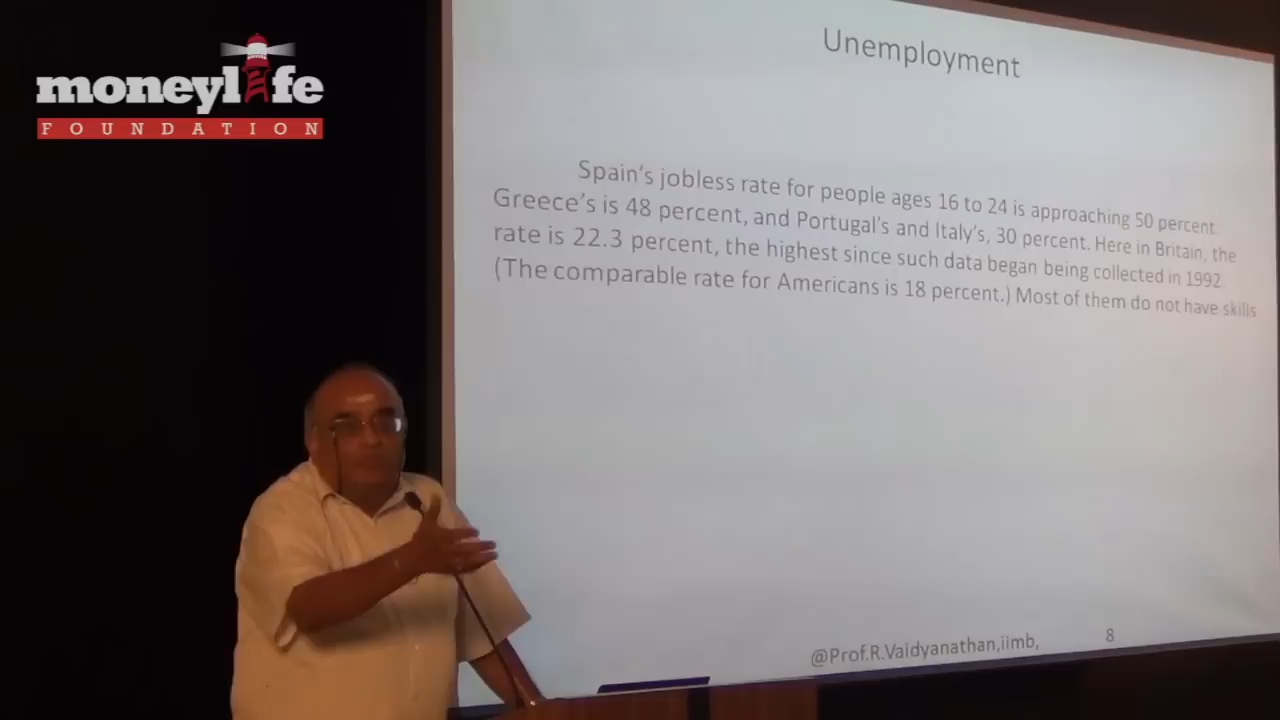 moneylife
FOUNDATION
Unemployment
Spain's jobless rate for people ages 16 to 24 is approaching 50 percent.
Greece's is 48 percent, and Portugal's and Italy's, 30 percent. Here in Britain, the
rate is 22.3 percent, the highest since such data began being collected in 1992.
(The comparable rate for Americans is 18 percent.) Most of them do not have skills
@Prof.R.Vaidyanathan,iimb,
8